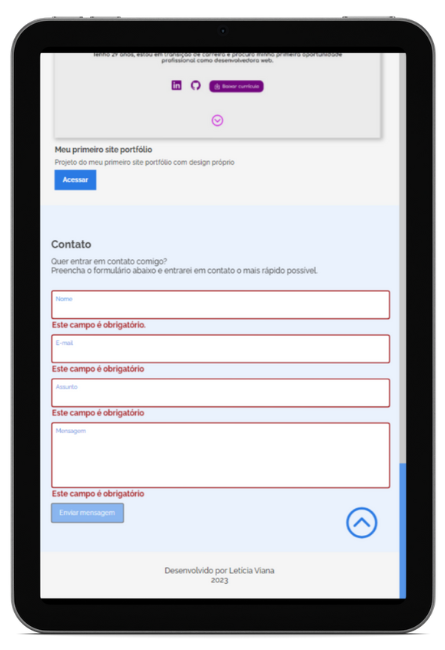 Tenho 29 anos, estou em transição de carreira e procuro minha primeira oportunidade
profissional como desenvolvedora web.
in
Baixar currículo
Meu primeiro site portfólio
Projeto do meu primeiro site portfólio com design próprio
Acessar
Contato
Quer entrar em contato comigo?
Preencha o formulário abaixo e entrarei em contato o mais rápido possível.
Nome
Este campo é obrigatório.
E-mail
Este campo é obrigatório
Assunto
Este campo é obrigatório
Mensagem
Este campo é obrigatório
Enviar mensagem
Desenvolvido por Letícia Viana
2023